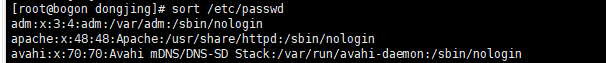 [root@bogon dongjing]# sort /etc/passwd
adm:x:3:4:adm:/var/adm:/sbin/nologin
apache:x:48:48:Apache:/usr/share/httpd:/sbin/nologin
avahi:x:70:70:Avahi mDNS/DNS-SD Stack:/var/run/avahi-daemon:/sbin/nologin